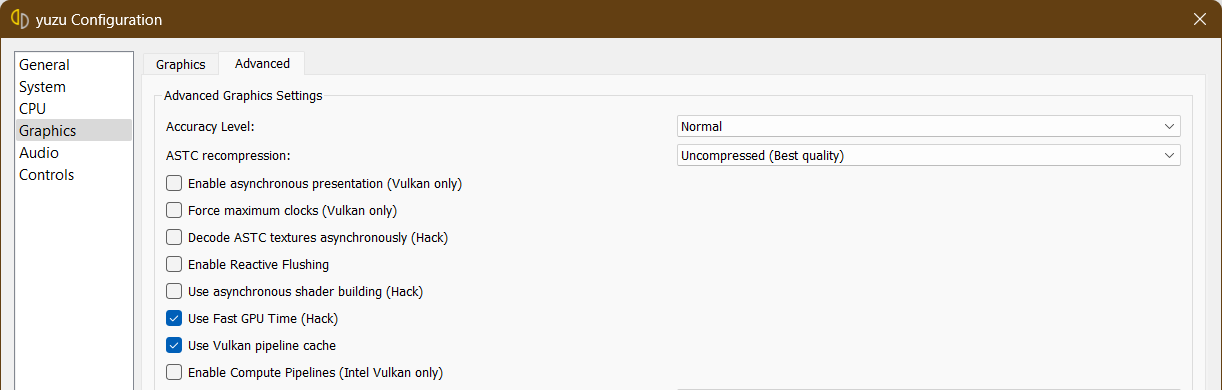 yuzu Configuration
General
System
CPU
Graphics
Audio
Controls
Graphics Advanced
Advanced Graphics Settings
Accuracy Level: Normal
ASTC recompression: Uncompressed (Best quality)
Enable asynchronous presentation (Vulkan only)
Force maximum clocks (Vulkan only)
Decode ASTC textures asynchronously (Hack)
Enable Reactive Flushing
Use asynchronous shader building (Hack)
Use Fast GPU Time (Hack)
Use Vulkan pipeline cache
Enable Compute Pipelines (Intel Vulkan only)